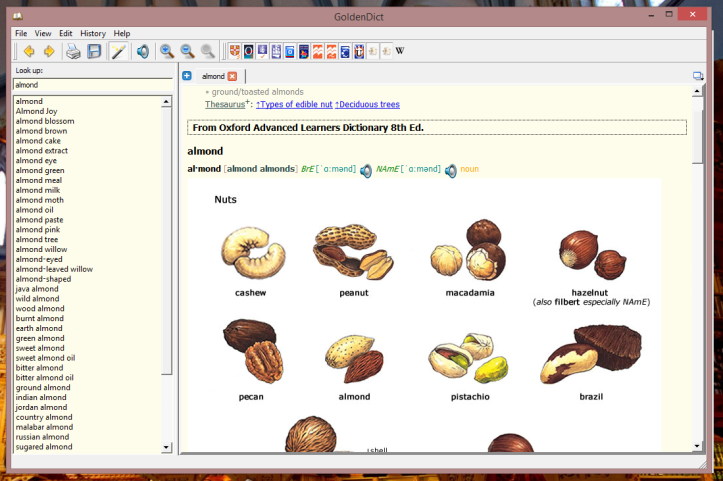 GoldenDict
File View Edit History Help
W
Look up:
almond
almond
Almond Joy
almond blossom
almond brown
almond cake
almond extract
almond eye
almond green
almond meal
almond milk
almond moth
almond oil
almond paste
almond pink
almond tree
almond willow
almond-eyed
almond-leaved willow
almond-shaped
java almond
wild almond
wood almond
burnt almond
earth almond
green almond
sweet almond
sweet almond oil
bitter almond
bitter almond oil
ground almond
indian almond
jordan almond
country almond
malabar almond
russian almond
sugared almond
almond
• ground/toasted almonds
Thesaurus+: ↑Types of edible nut ↑Deciduous trees
From Oxford Advanced Learners Dictionary 8th Ed.
almond
al·mond [almond almonds] BrE [ˈɑːmənd] NAmE [ˈɑːmənd] noun
Nuts
cashew peanut macadamia hazelnut
(also filbert especially NAmE)
pecan almond pistachio brazil
shell